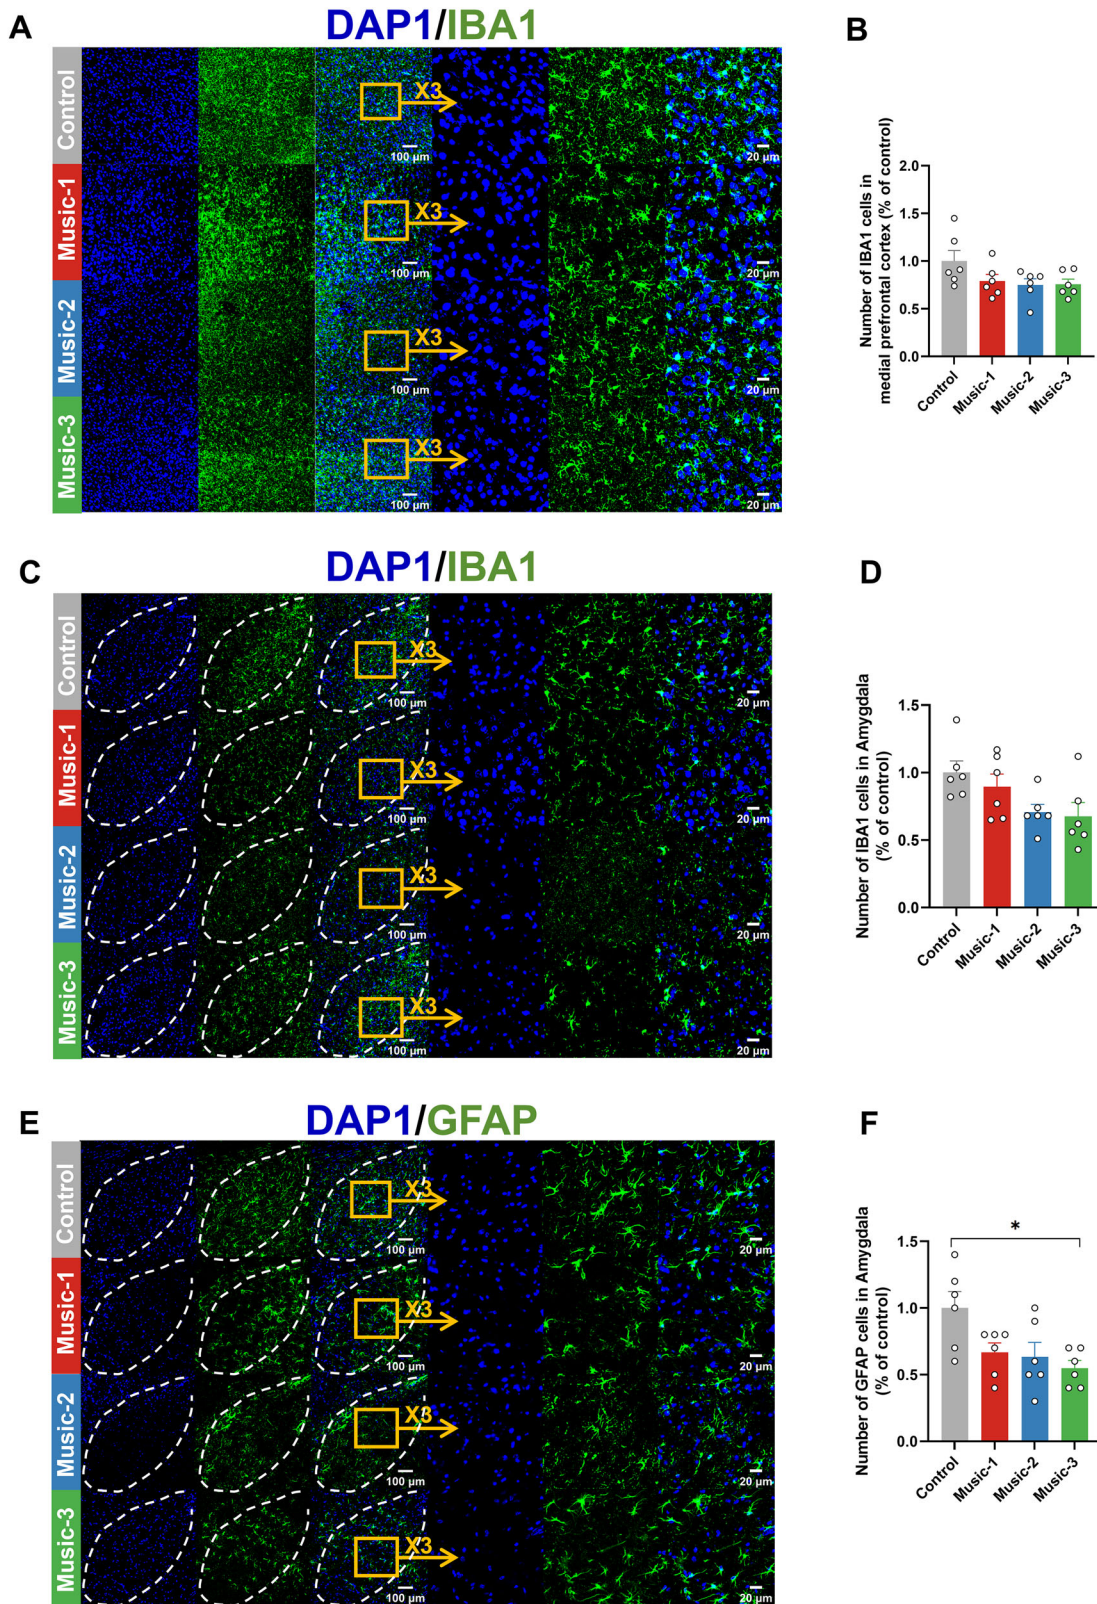 A
DAP1/IBA1
Control
Music-1
Music-2
Music-3
X3
100 µm
20 µm
X3
100 µm
20 µm
X3
100 µm
20 µm
X3
100 µm
20 µm
B
Number of IBA1 cells in
medial prefrontal cortex (% of control)
2.0
1.5
1.0
0.5
0.0
Control
Music-1
Music-2
Music-3
C
DAP1/IBA1
Control
Music-1
Music-2
Music-3
X3
100 µm
20 µm
X3
100 µm
20 µm
X3
100 µm
20 µm
X3
100 µm
20 µm
D
Number of IBA1 cells in Amygdala
(% of control)
1.5
1.0
0.5
0.0
Control
Music-1
Music-2
Music-3
E
DAP1/GFAP
Control
Music-1
Music-2
Music-3
X3
100 µm
20 µm
X3
100 µm
20 µm
X3
100 µm
20 µm
X3
100 µm
20 µm
F
Number of GFAP cells in Amygdala
(% of control)
1.5
1.0
0.5
0.0
*
Control
Music-1
Music-2
Music-3